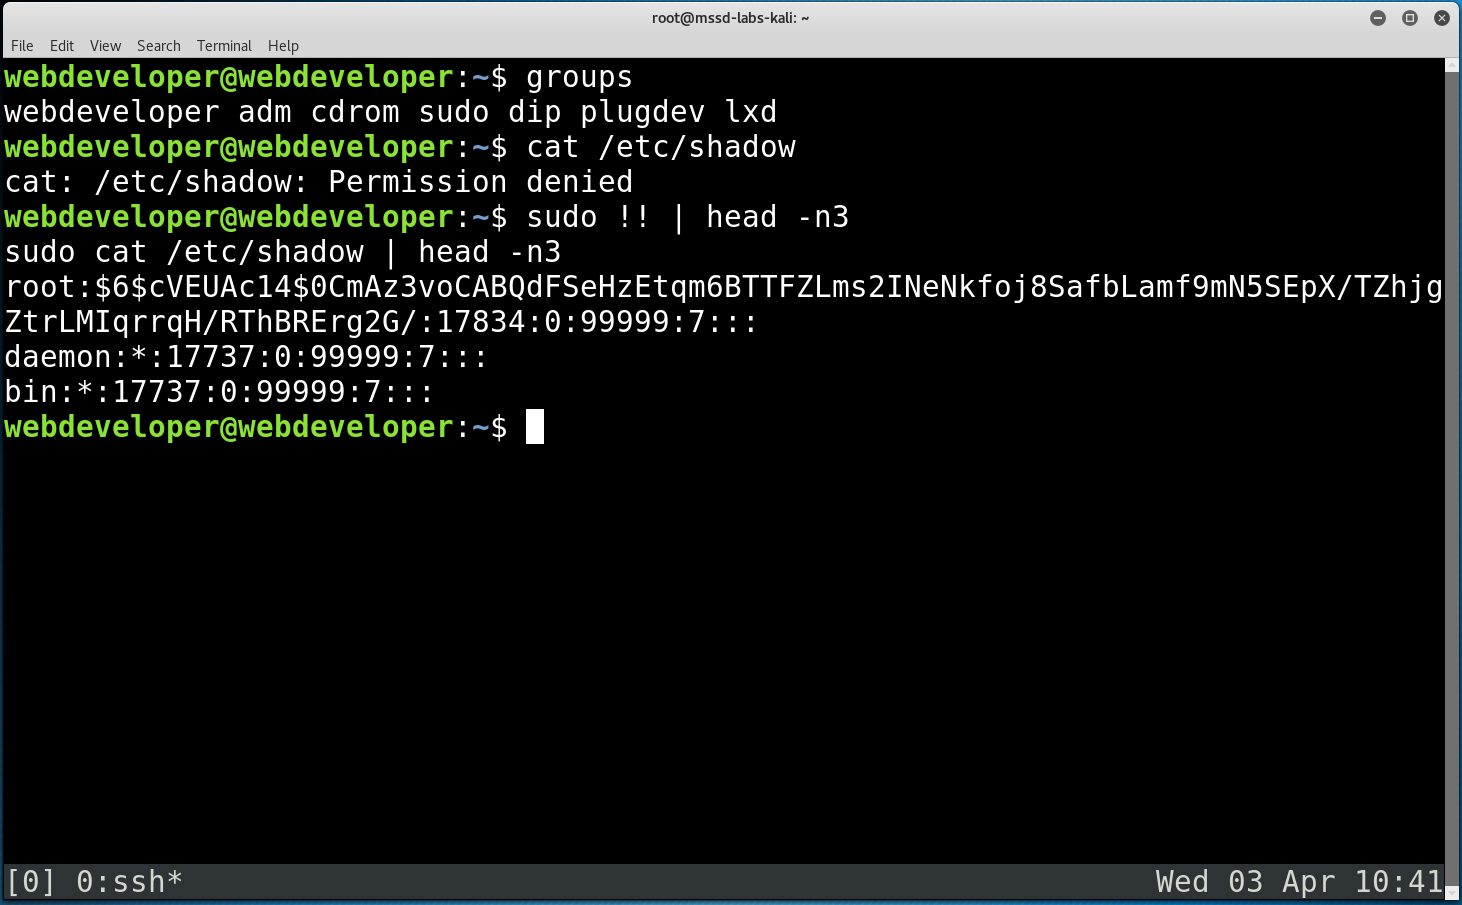 root@mssd-labs-kali: ~
File Edit View Search Terminal Help
webdeveloper@webdeveloper:~$ groups
webdeveloper adm cdrom sudo dip plugdev lxd
webdeveloper@webdeveloper:~$ cat /etc/shadow
cat: /etc/shadow: Permission denied
webdeveloper@webdeveloper:~$ sudo !! | head -n3
sudo cat /etc/shadow | head -n3
root:$6$cVEUAc14$0CmAz3voCABQdFSeHzEtqm6BTTFZLms2INeNkfoj8SafbLamf9mN5SEpX/TZhjg
ZtrLMIqrrqH/RThBRErg2G/:17834:0:99999:7:::
daemon:*:17737:0:99999:7:::
bin:*:17737:0:99999:7:::
webdeveloper@webdeveloper:~$
[0] 0:ssh* Wed 03 Apr 10:41